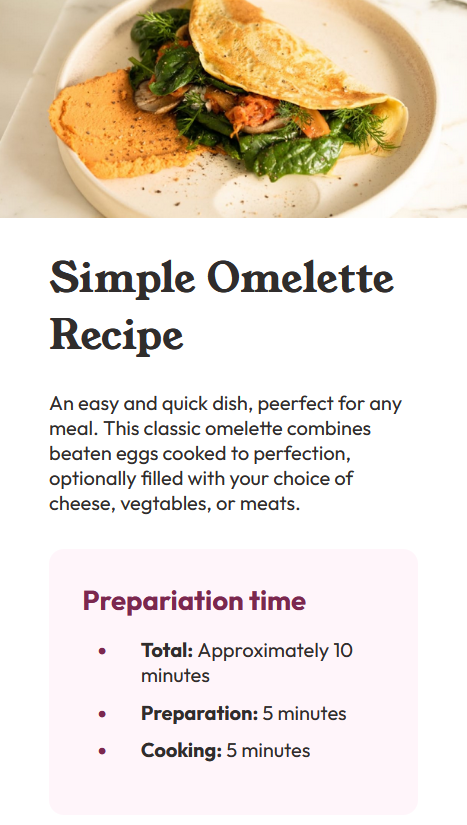 Simple Omelette
Recipe
An easy and quick dish, peerfect for any
meal. This classic omelette combines
beaten eggs cooked to perfection,
optionally filled with your choice of
cheese, vegtables, or meats.
Prepariation time
• Total: Approximately 10
minutes
• Preparation: 5 minutes
• Cooking: 5 minutes